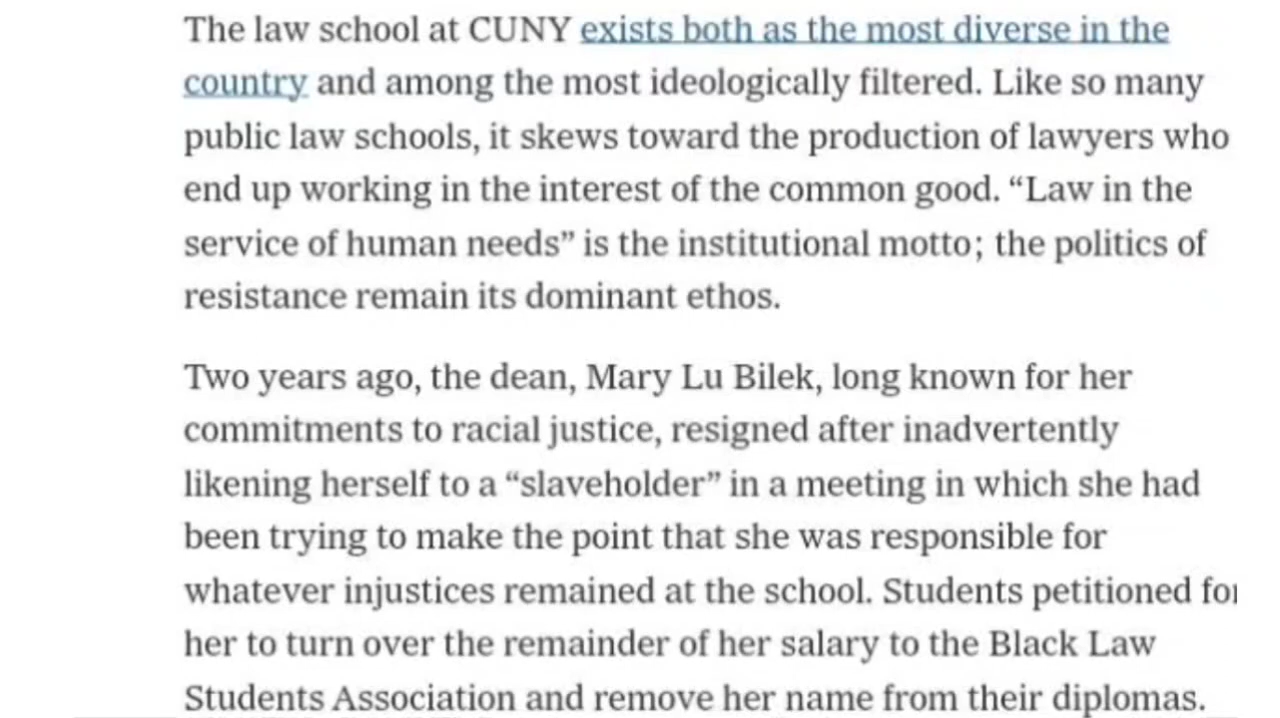 The law school at CUNY exists both as the most diverse in the
country and among the most ideologically filtered. Like so many
public law schools, it skews toward the production of lawyers who
end up working in the interest of the common good. “Law in the
service of human needs” is the institutional motto; the politics of
resistance remain its dominant ethos.
Two years ago, the dean, Mary Lu Bilek, long known for her
commitments to racial justice, resigned after inadvertently
likening herself to a “slaveholder” in a meeting in which she had
been trying to make the point that she was responsible for
whatever injustices remained at the school. Students petitioned for
her to turn over the remainder of her salary to the Black Law
Students Association and remove her name from their diplomas.